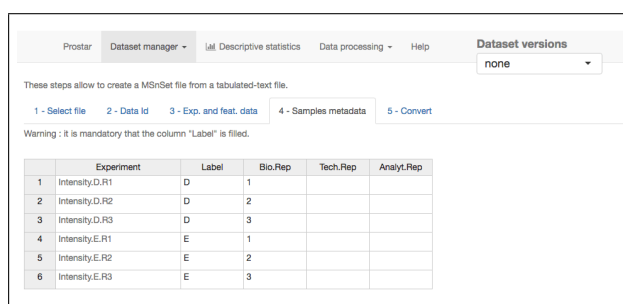 Prostar Dataset manager Descriptive statistics Data processing Help Dataset versions
none
These steps allow to create a MSnSet file from a tabulated-text file.
1 - Select file 2 - Data Id 3 - Exp. and feat. data 4 - Samples metadata 5 - Convert
Warning : it is mandatory that the column "Label" is filled.
Experiment Label Bio.Rep Tech.Rep Analyt.Rep
1 Intensity.D.R1 D 1
2 Intensity.D.R2 D 2
3 Intensity.D.R3 D 3
4 Intensity.E.R1 E 1
5 Intensity.E.R2 E 2
6 Intensity.E.R3 E 3